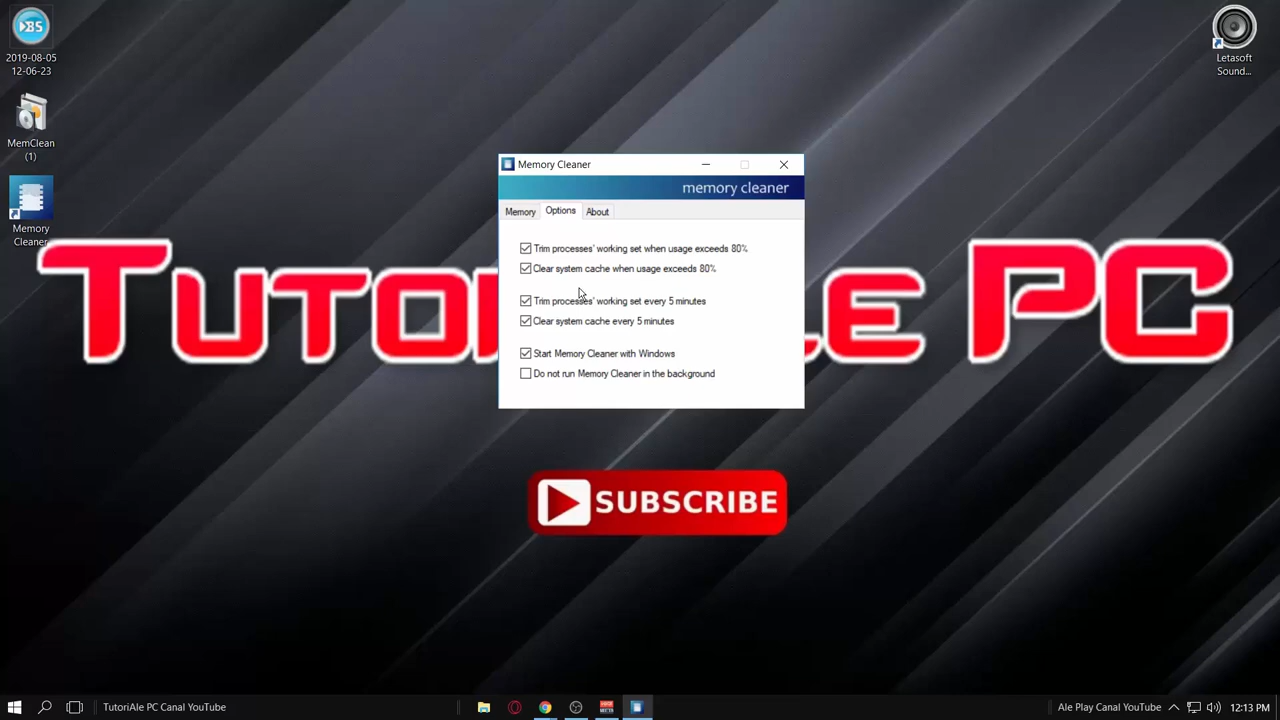 2019-08-05
12-06-23
MemClean
(1)
Memory
Cleaner
Letasoft
Sound...
Memory Cleaner
memory cleaner
Memory Options About
Trim processes' working set when usage exceeds 80%
Clear system cache when usage exceeds 80%
Trim processes' working set every 5 minutes
Clear system cache every 5 minutes
Start Memory Cleaner with Windows
Do not run Memory Cleaner in the background
SUBSCRIBE
TutoriAle PC Canal YouTube
Ale Play Canal YouTube
12:13 PM